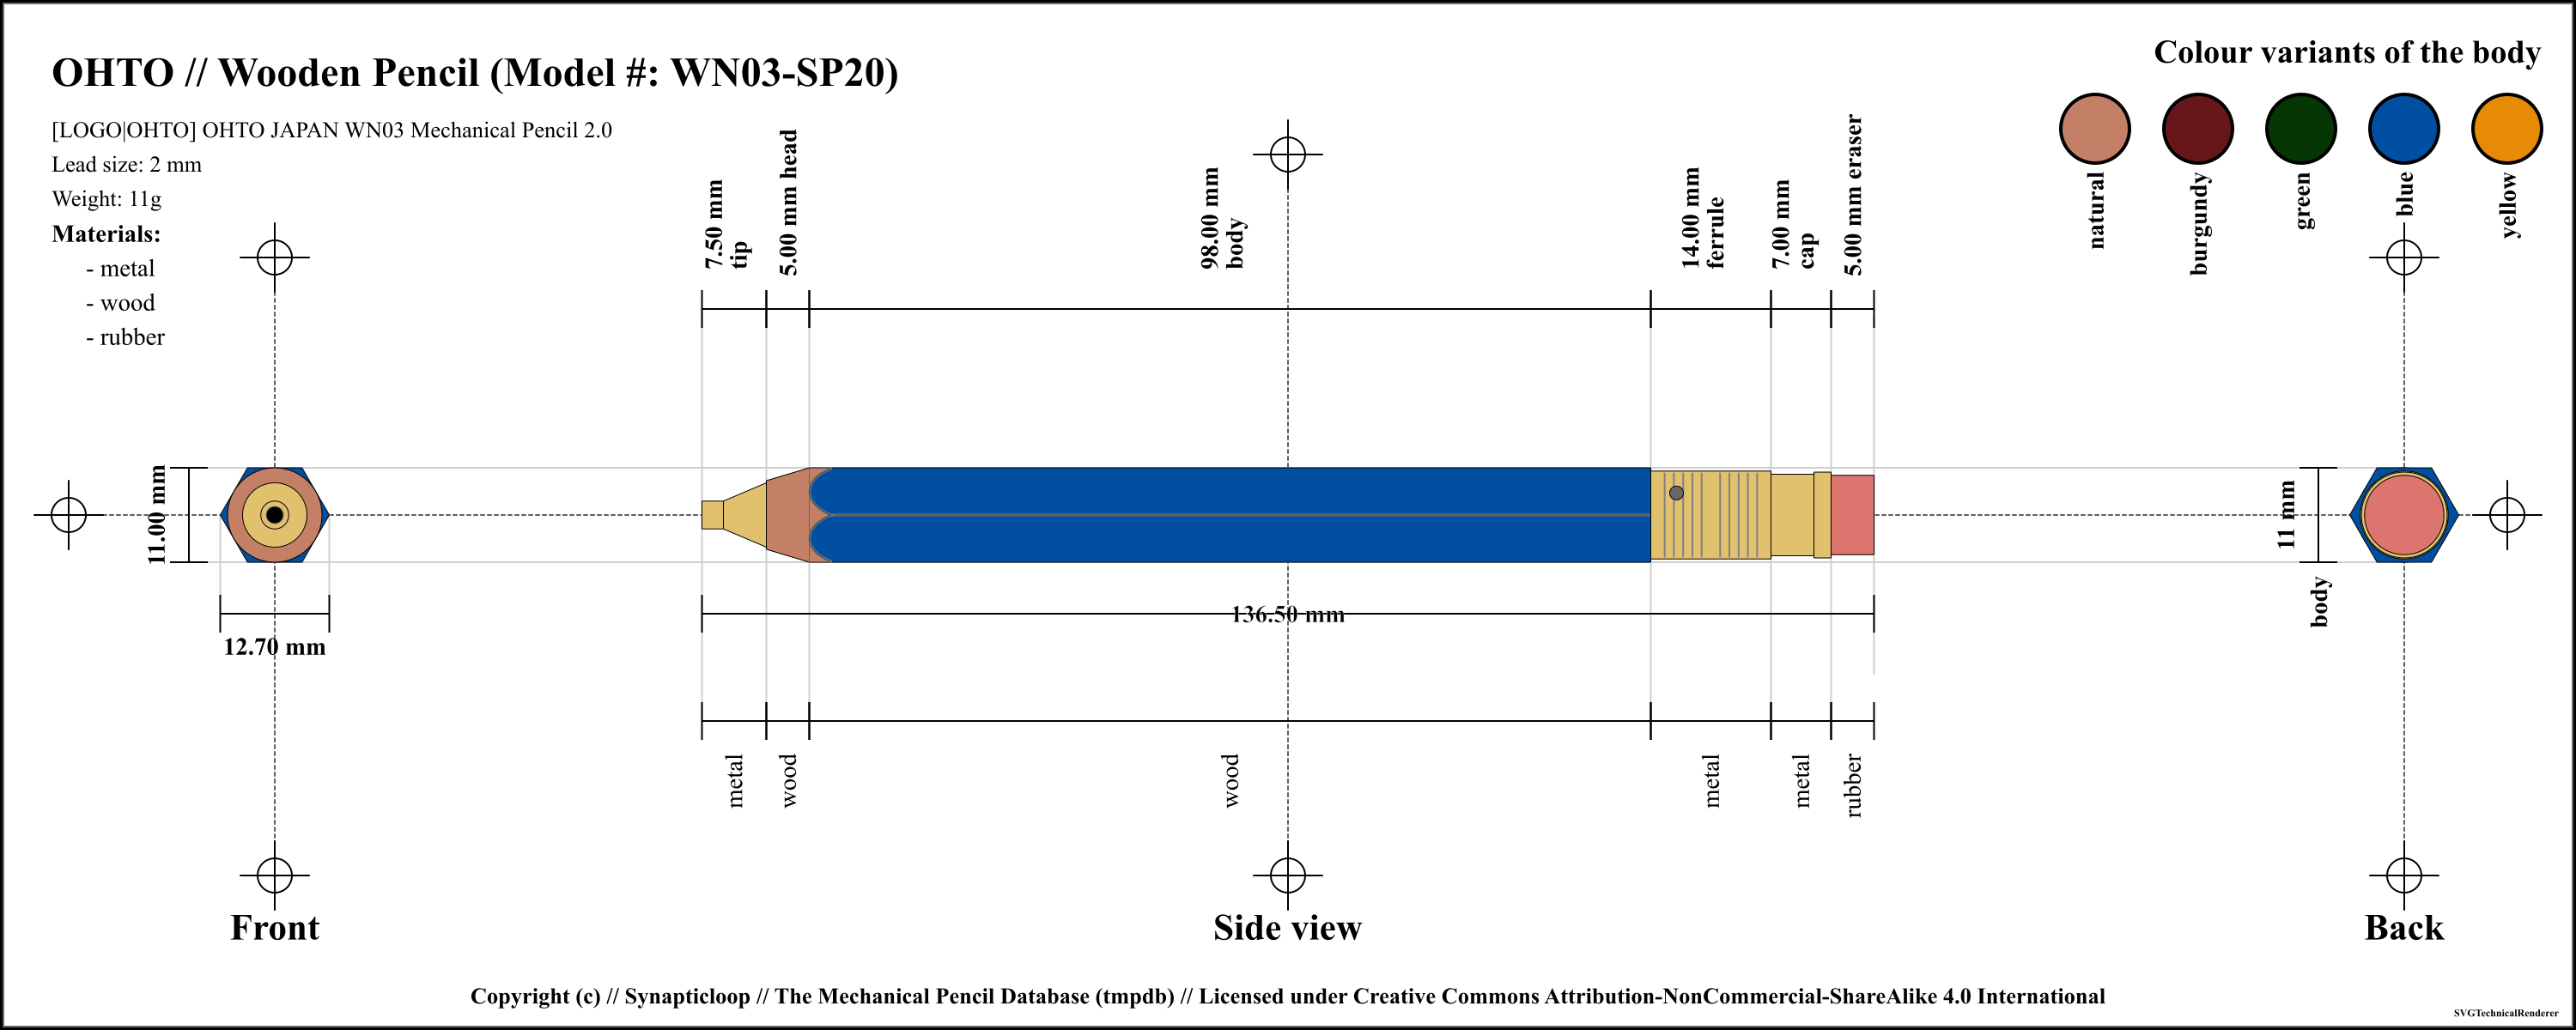 OHTO // Wooden Pencil (Model #: WN03-SP20)
[LOGO|OHTO] OHTO JAPAN WN03 Mechanical Pencil 2.0
Lead size: 2 mm
Weight: 11g
Materials:
- metal
- wood
- rubber
Colour variants of the body
natural
burgundy
green
blue
yellow
7.50 mm
tip
5.00 mm head
98.00 mm
body
14.00 mm
ferrule
7.00 mm
cap
5.00 mm eraser
11.00 mm
12.70 mm
136.50 mm
11 mm
body
metal
wood
wood
metal
metal
rubber
Front
Side view
Back
Copyright (c) // Synapticloop // The Mechanical Pencil Database (tmpdb) // Licensed under Creative Commons Attribution-NonCommercial-ShareAlike 4.0 International
SVGTechnicalRenderer